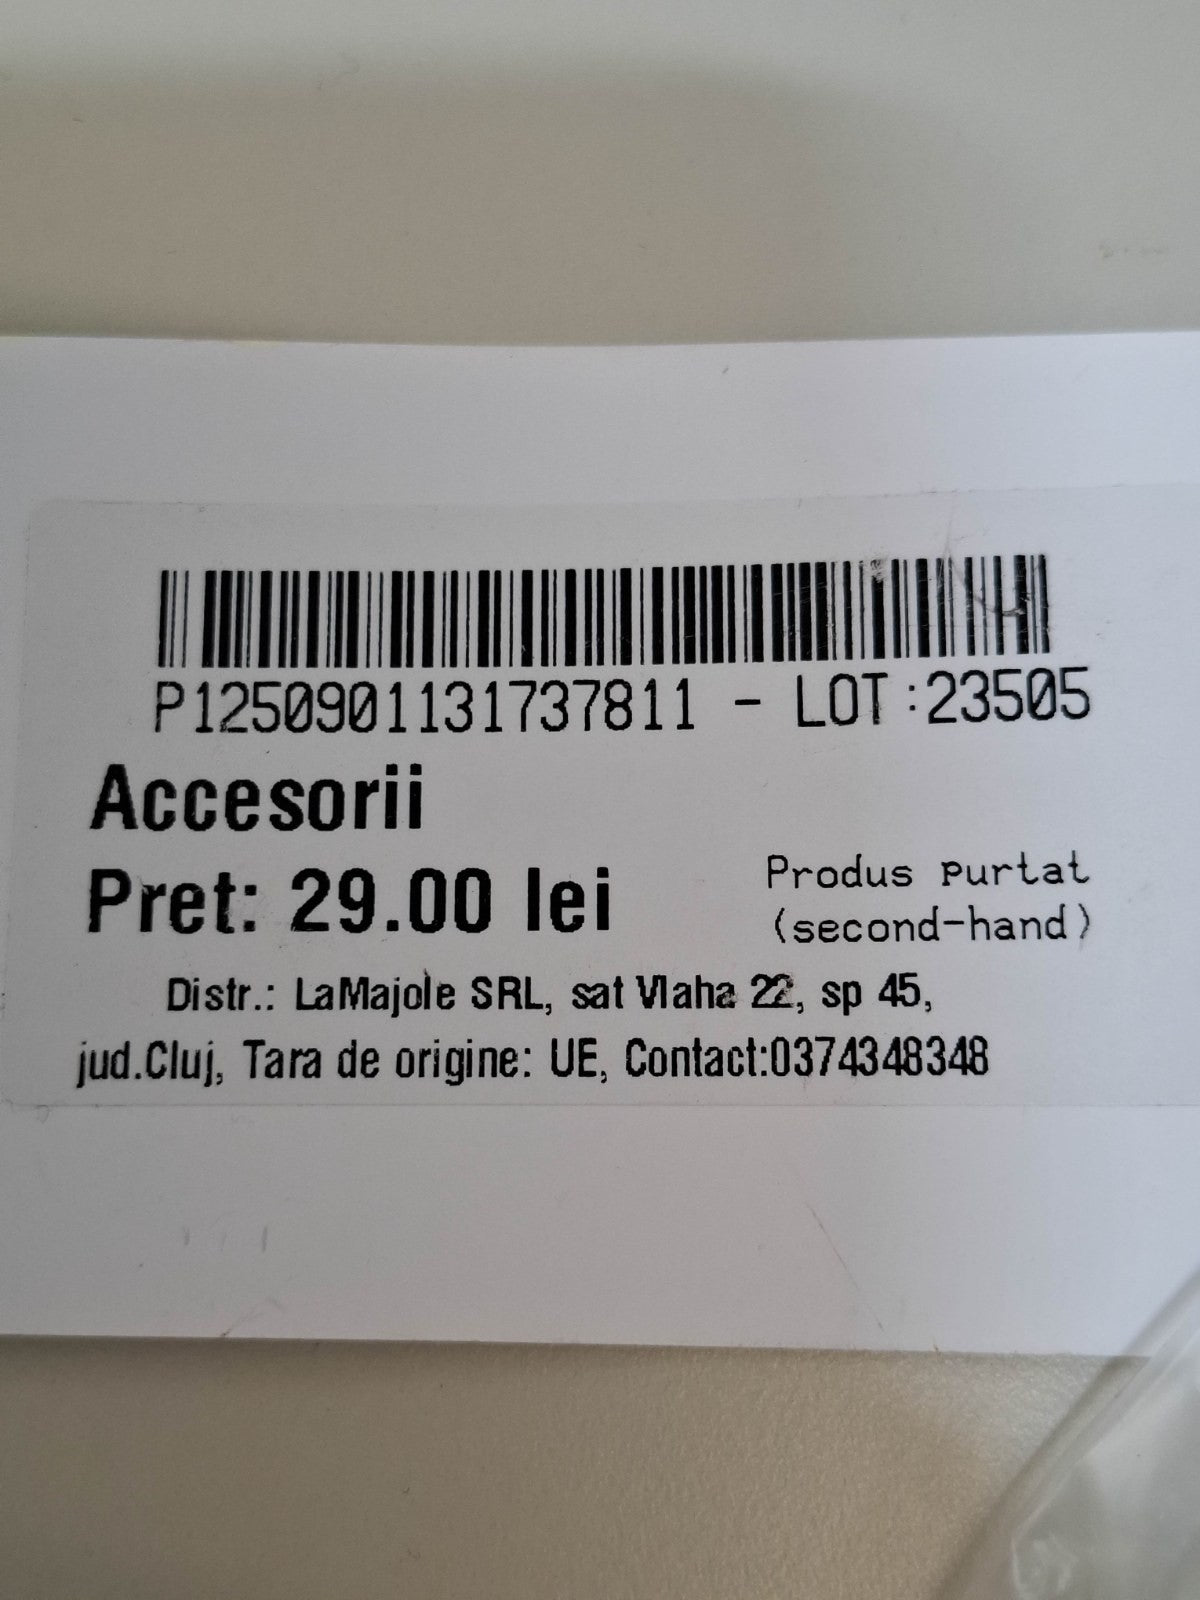 P1250901131737811 - LOT:23505
Accesorii
Pret: 29.00 lei
Produs purtat
(second-hand)
Distr.: LaMajole SRL, sat Vlaha 22, sp 45,
jud.Cluj, Tara de origine: UE, Contact:0374348348